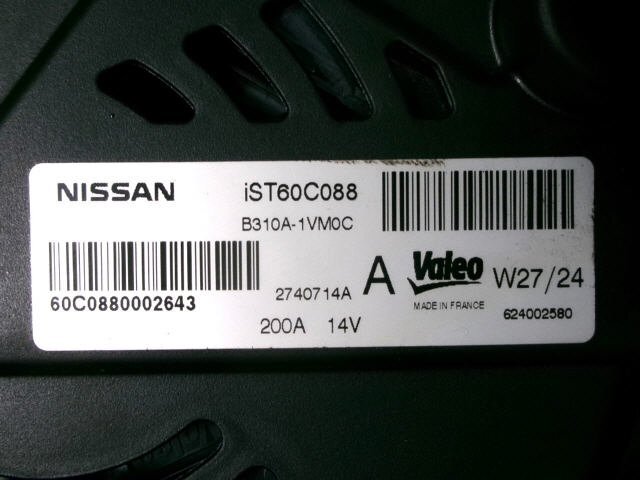 NISSAN iST60C088
B310A-1VM0C
60C0880002643
2740714A A Valeo W27/24
MADE IN FRANCE
200A 14V
624002580